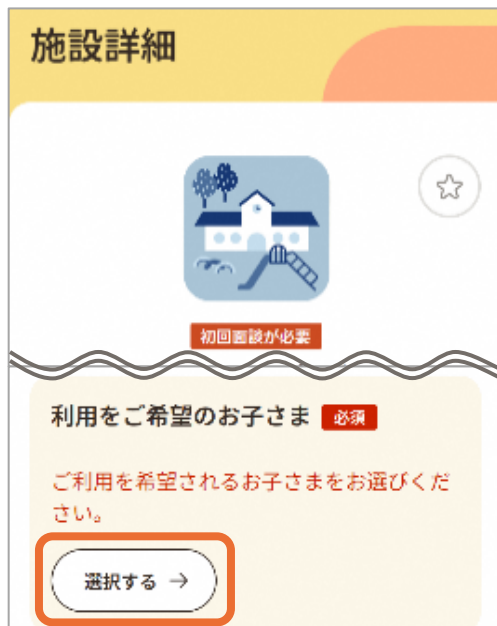 施設詳細
初回面談が必要
利用をご希望のお子さま 必須
ご利用を希望されるお子さまをお選びくだ
さい。
選択する →